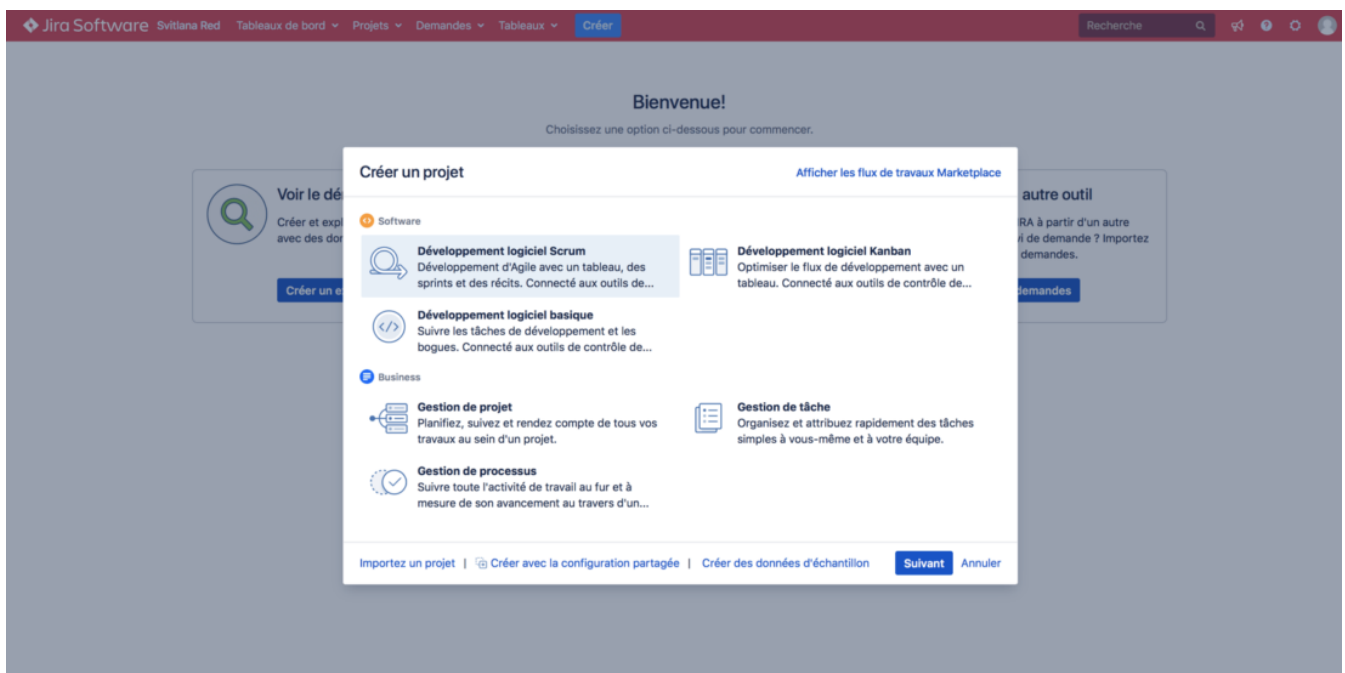 Jira Software Svitlana Red Tableaux de bord Projets Demandes Tableaux Créer Recherche
Bienvenue!
Choisissez une option ci-dessous pour commencer.
Créer un projet
Afficher les flux de travaux Marketplace
Voir le dé
Créer et expl
avec des don
Créer un e
autre outil
RA à partir d'un autre
vi de demande ? Importez
demandes.
demandes
Software
Développement logiciel Scrum
Développement d'Agile avec un tableau, des
sprints et des récits. Connecté aux outils de...
Développement logiciel Kanban
Optimiser le flux de développement avec un
tableau. Connecté aux outils de contrôle de...
Développement logiciel basique
Suivre les tâches de développement et les
bogues. Connecté aux outils de contrôle de...
Business
Gestion de projet
Planifiez, suivez et rendez compte de tous vos
travaux au sein d'un projet.
Gestion de tâche
Organisez et attribuez rapidement des tâches
simples à vous-même et à votre équipe.
Gestion de processus
Suivre toute l'activité de travail au fur et à
mesure de son avancement au travers d'un...
Importez un projet | Créer avec la configuration partagée | Créer des données d'échantillon Suivant Annuler